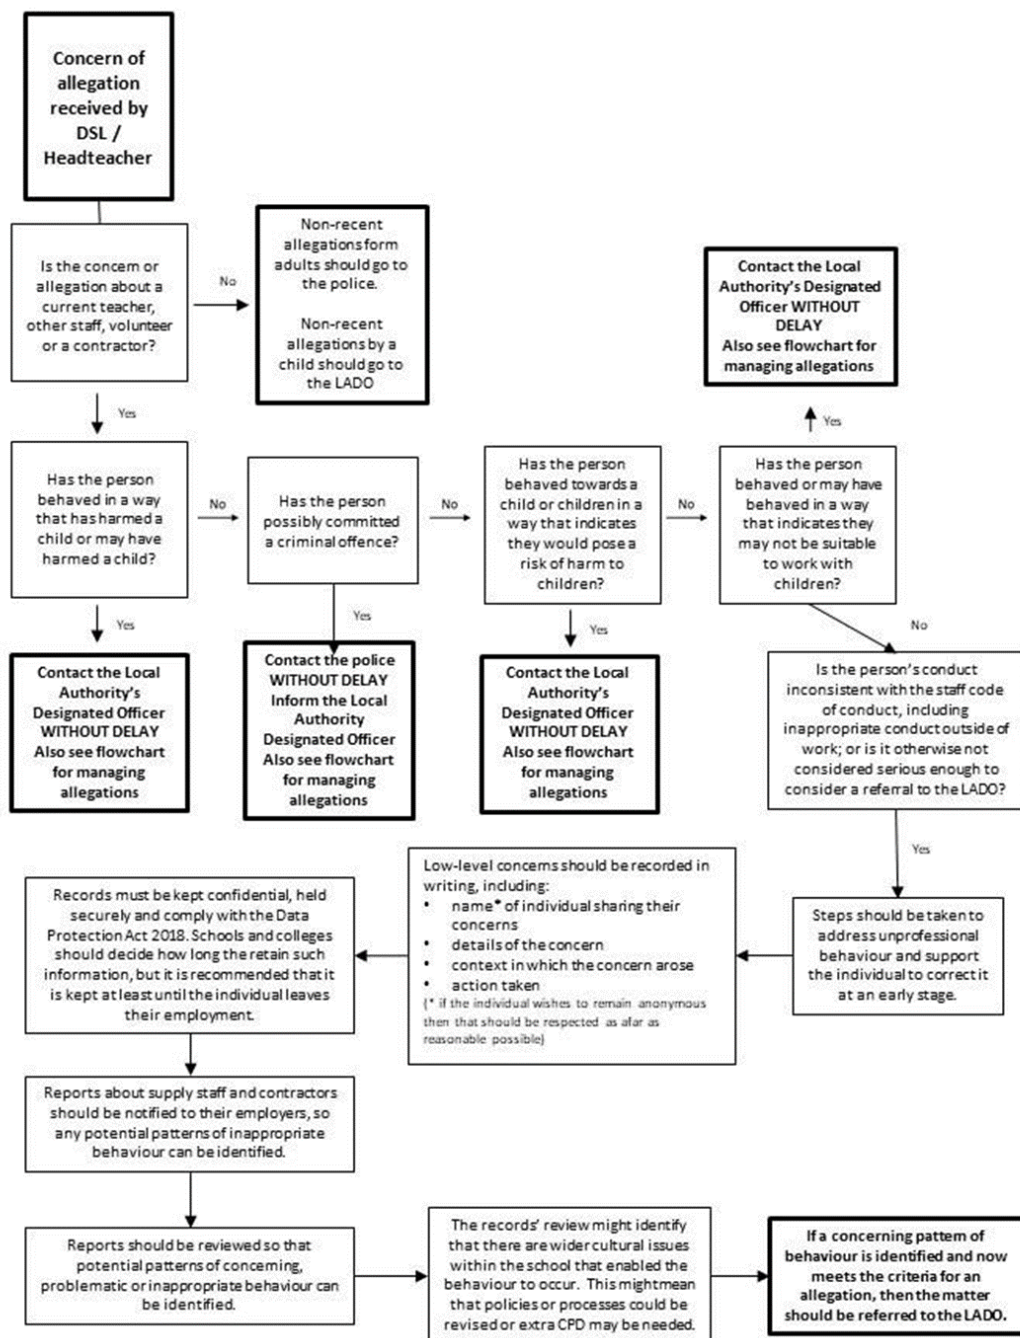 Concern of
allegation
received by
DSL /
Headteacher
Is the concern or
allegation about a
current teacher,
other staff, volunteer
or a contractor?
No
Non-recent
allegations form
adults should go to
the police.
Non-recent
allegations by a
child should go to
the LADO
Contact the Local
Authority's Designated
Officer WITHOUT
DELAY
Also see flowchart for
managing allegations
Yes
Yes
Has the person
behaved in a way
that has harmed a
child or may have
harmed a child?
No
Has the person
possibly committed
a criminal offence?
No
Has the person
behaved towards a
child or children in a
way that indicates
they would pose a
risk of harm to
children?
No
Has the person
behaved or may have
behaved in a way
that indicates they
may not be suitable
to work with
children?
Yes
Yes
Yes
No
Contact the Local
Authority's
Designated Officer
WITHOUT DELAY
Also see flowchart
for managing
allegations
Contact the police
WITHOUT DELAY
Inform the Local
Authority
Designated Officer
Also see flowchart
for managing
allegations
Contact the Local
Authority's
Designated Officer
WITHOUT DELAY
Also see flowchart
for managing
allegations
Is the person's conduct
inconsistent with the staff code
of conduct, including
inappropriate conduct outside of
work; or is it otherwise not
considered serious enough to
consider a referral to the LADO?
Yes
Steps should be taken to
address unprofessional
behaviour and support
the individual to correct it
at an early stage.
Low-level concerns should be recorded in
writing, including:
• name* of individual sharing their
concerns
• details of the concern
• context in which the concern arose
• action taken
(* if the individual wishes to remain anonymous
then that should be respected as afar as
reasonable possible)
Records must be kept confidential, held
securely and comply with the Data
Protection Act 2018. Schools and colleges
should decide how long the retain such
information, but it is recommended that it
is kept at least until the individual leaves
their employment.
Reports about supply staff and contractors
should be notified to their employers, so
any potential patterns of inappropriate
behaviour can be identified.
Reports should be reviewed so that
potential patterns of concerning,
problematic or inappropriate behaviour can
be identified.
The records' review might identify
that there are wider cultural issues
within the school that enabled the
behaviour to occur. This mightmean
that policies or processes could be
revised or extra CPD may be needed.
If a concerning pattern of
behaviour is identified and now
meets the criteria for an
allegation, then the matter
should be referred to the LADO.